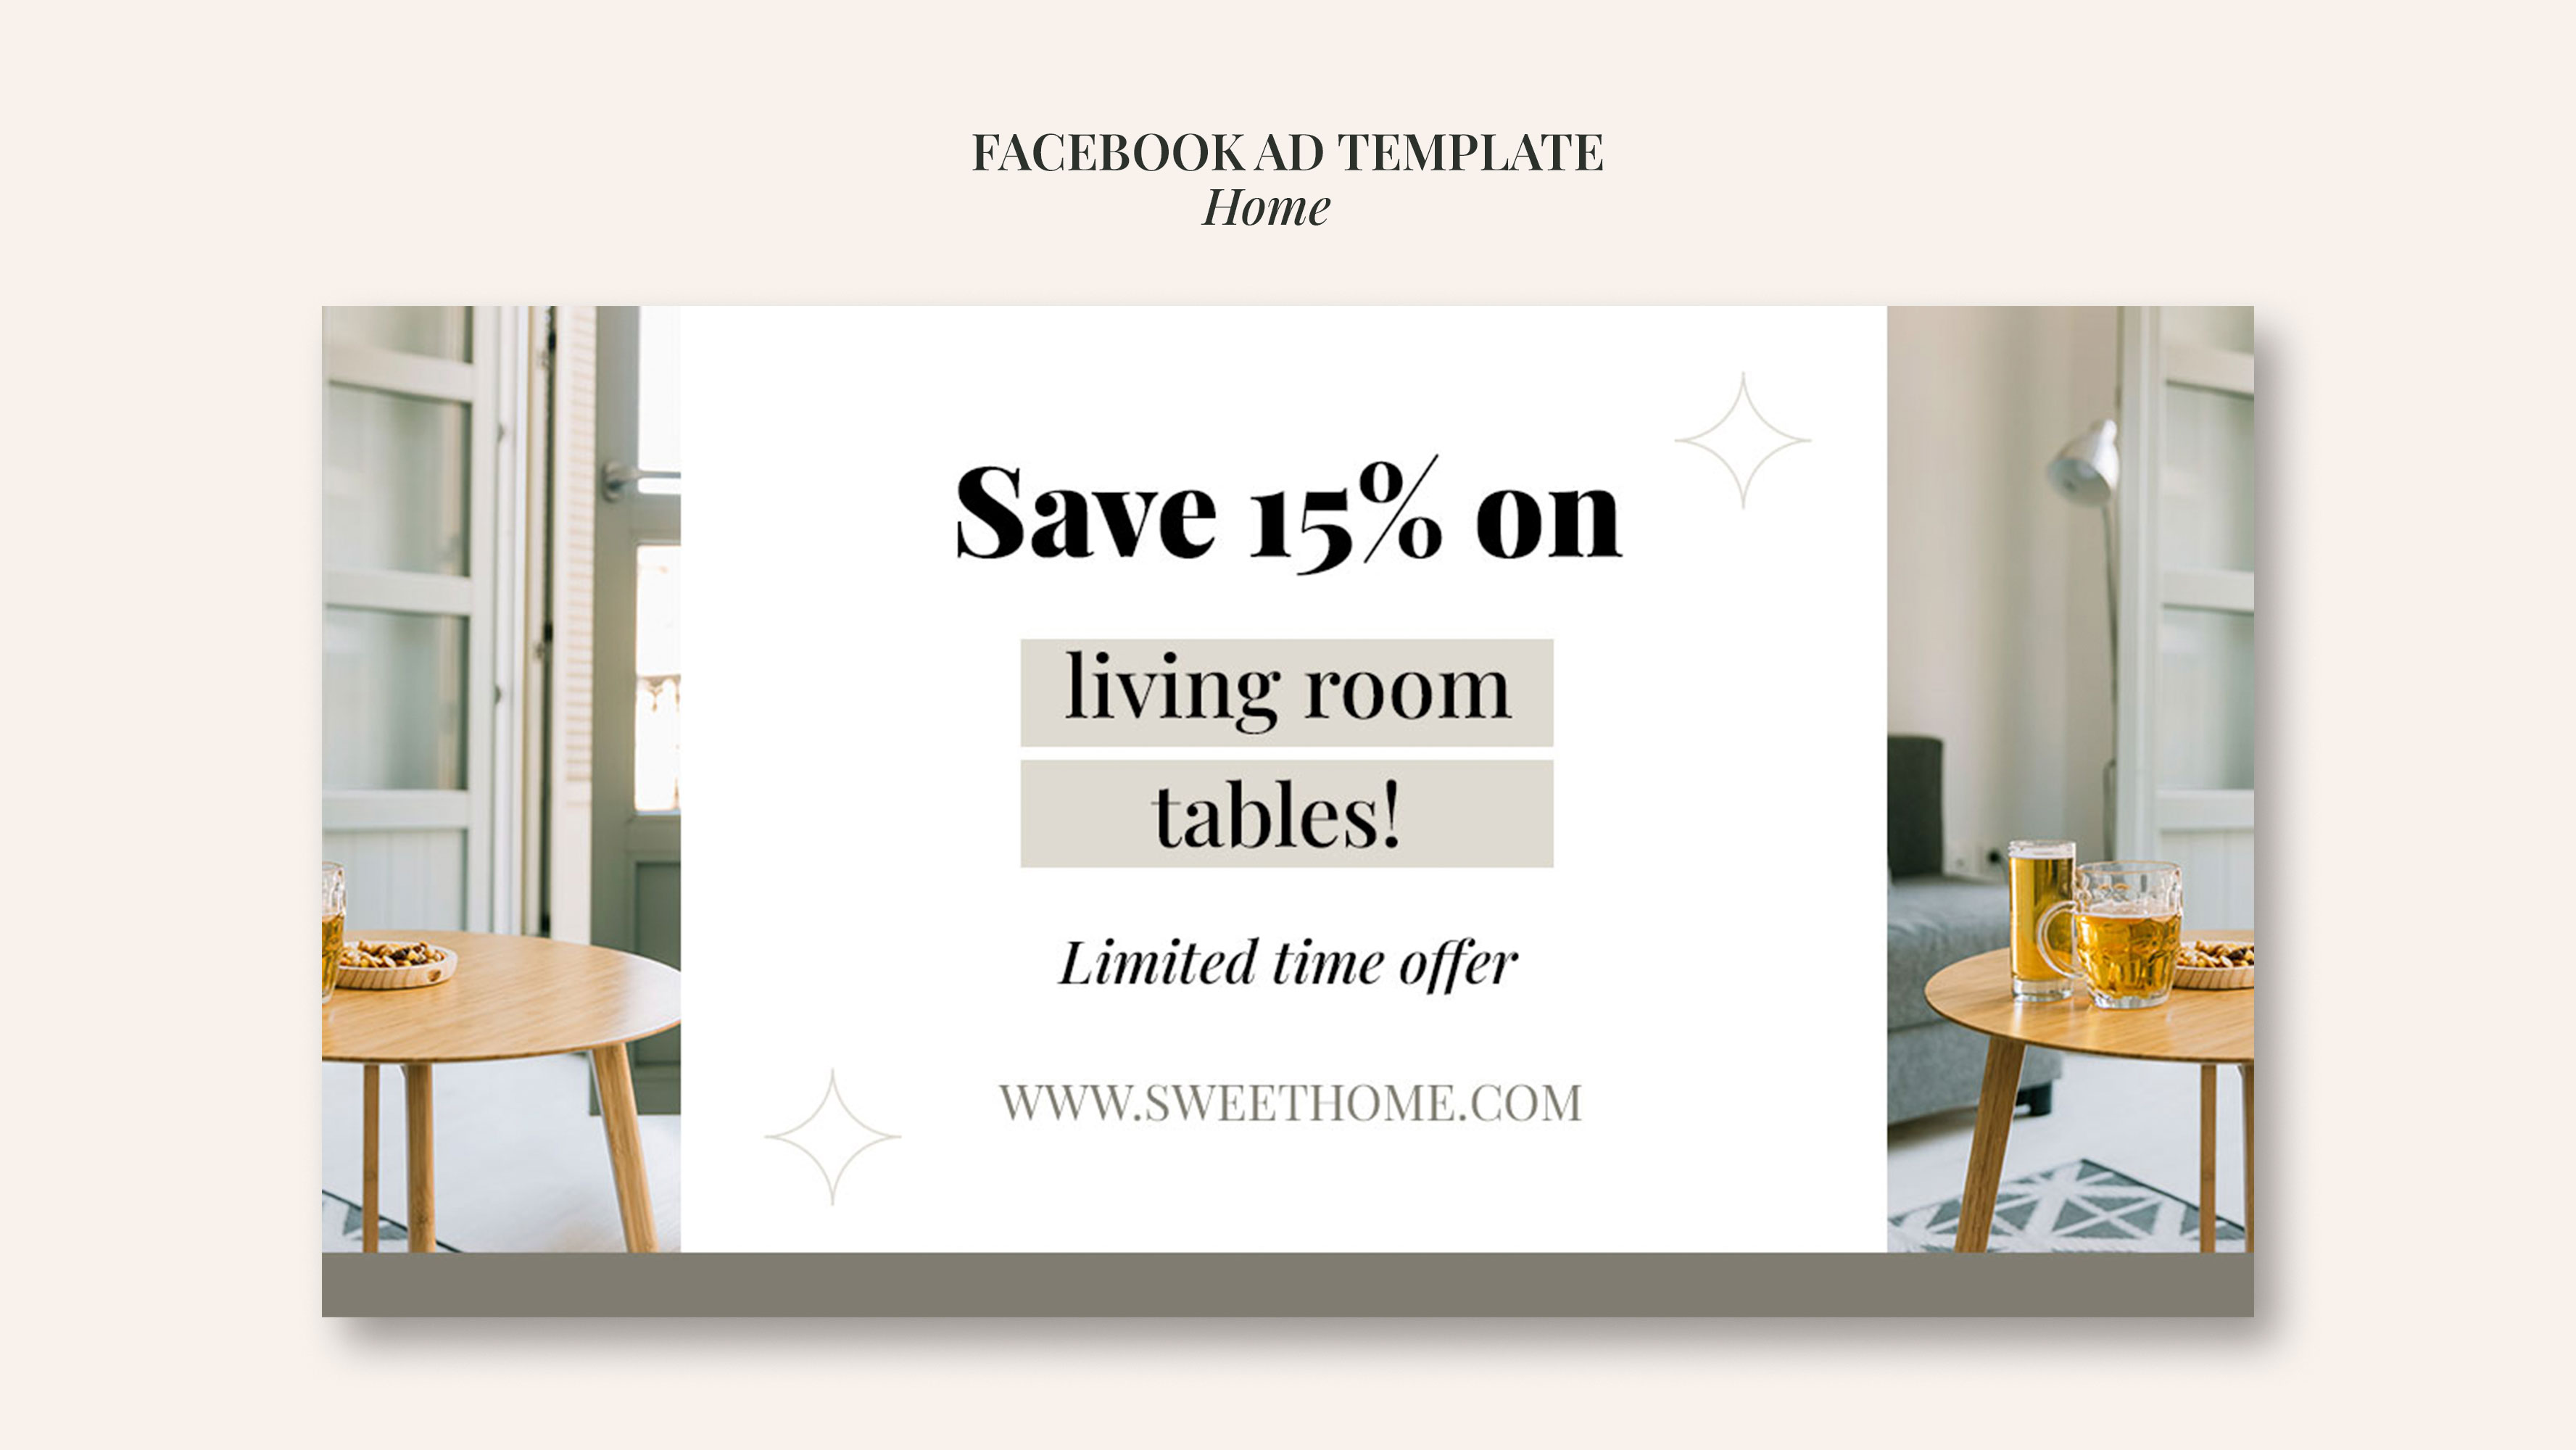 FACEBOOK AD TEMPLATE
Home
Save 15% on
living room
tables!
Limited time offer
WWW.SWEETHOME.COM